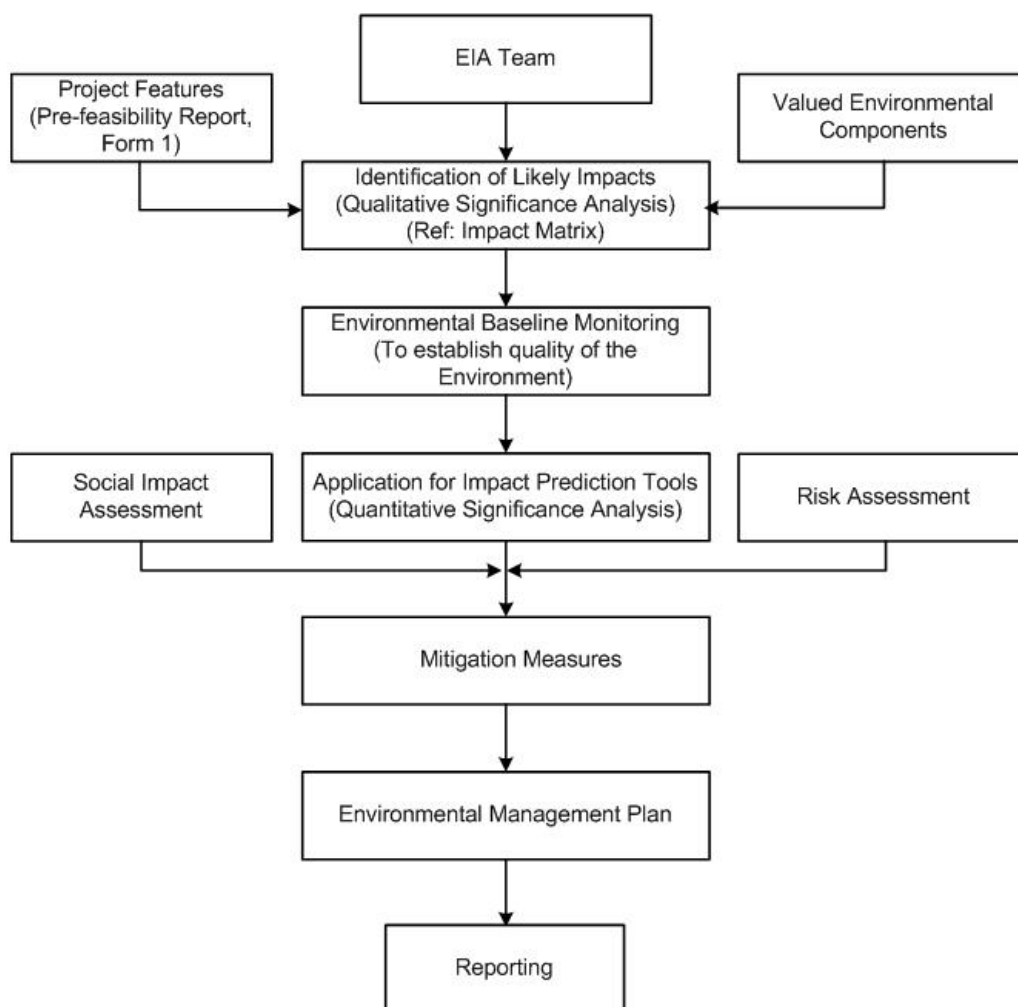 EIA Team
Project Features
(Pre-feasibility Report,
Form 1)
Valued Environmental
Components
Identification of Likely Impacts
(Qualitative Significance Analysis)
(Ref: Impact Matrix)
Environmental Baseline Monitoring
(To establish quality of the
Environment)
Social Impact
Assessment
Application for Impact Prediction Tools
(Quantitative Significance Analysis)
Risk Assessment
Mitigation Measures
Environmental Management Plan
Reporting